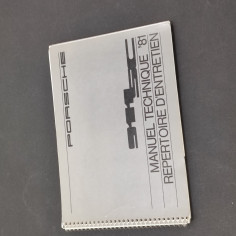 PORSCHE
911SC
MANUEL TECHNIQUE '81
REPERTOIRE D'ENTRETIEN